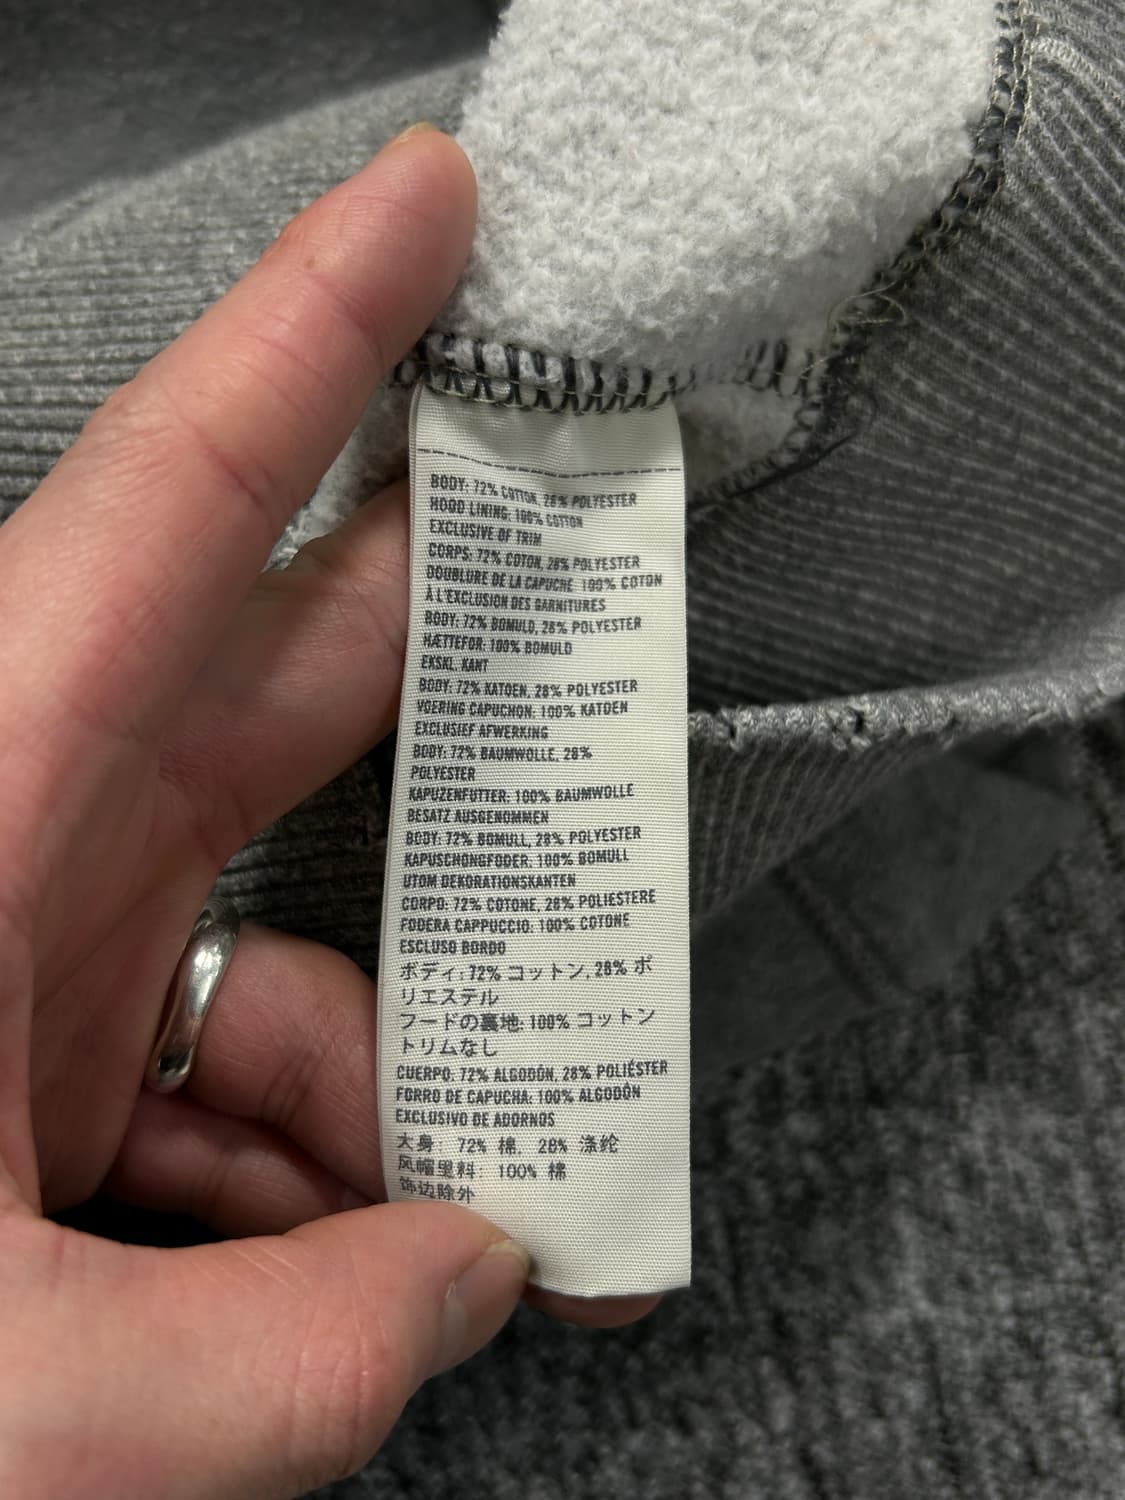 BODY: 72% COTTON, 28% POLYESTER
HOOD LINING: 100% COTTON
EXCLUSIVE OF TRIM
CORPS: 72% COTON, 28% POLYESTER
DOUBLURE DE LA CAPUCHE: 100% COTON
À L'EXCLUSION DES GARNITURES
BODY: 72% BOMULD, 28% POLYESTER
HÆTTEFOR: 100% BOMULD
EKSKL. KANT
BODY: 72% KATOEN, 28% POLYESTER
VOERING CAPUCHON: 100% KATOEN
EXCLUSIEF AFWERKING
BODY: 72% BAUMWOLLE, 28%
POLYESTER
KAPUZENFUTTER: 100% BAUMWOLLE
BESATZ AUSGENOMMEN
BODY: 72% BOMULL, 28% POLYESTER
KAPUSCHONGFODER: 100% BOMULL
UTOM DEKORATIONSKANTEN
CORPO: 72% COTONE, 28% POLIESTERE
FODERA CAPPUCCIO: 100% COTONE
ESCLUSO BORDO
ボディ: 72% コットン, 28% ポ
リエステル
フードの裏地: 100% コットン
トリムなし
CUERPO: 72% ALGODÓN, 28% POLIÉSTER
FORRO DE CAPUCHA: 100% ALGODÓN
EXCLUSIVO DE ADORNOS
大身: 72% 棉, 28% 涤纶
风帽里料: 100% 棉
饰边除外